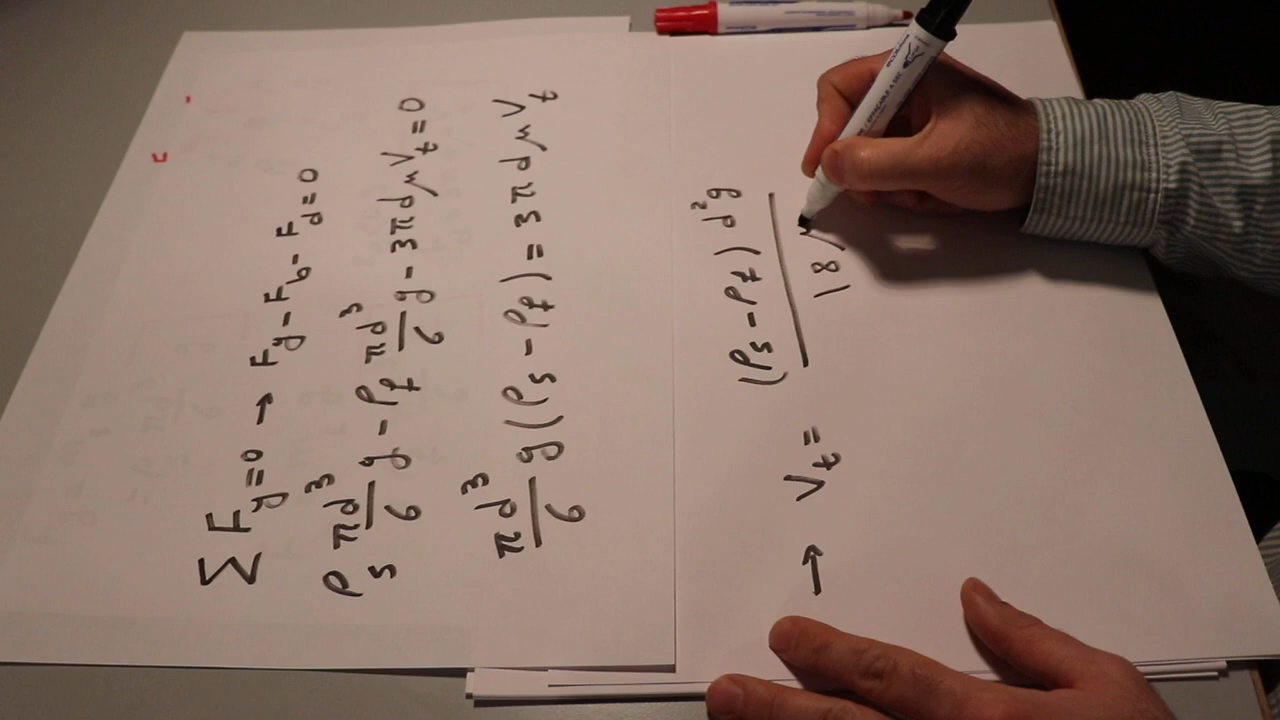 ΣF_y=0 → F_g - F_b - F_d = 0
ρ_s πd³/6 g - ρ_f πd³/6 g - 3πdμV_t = 0
πd³/6 g(ρ_s - ρ_f) = 3πdμV_t
→ V_t = (ρ_s - ρ_f) d²g / 18μ